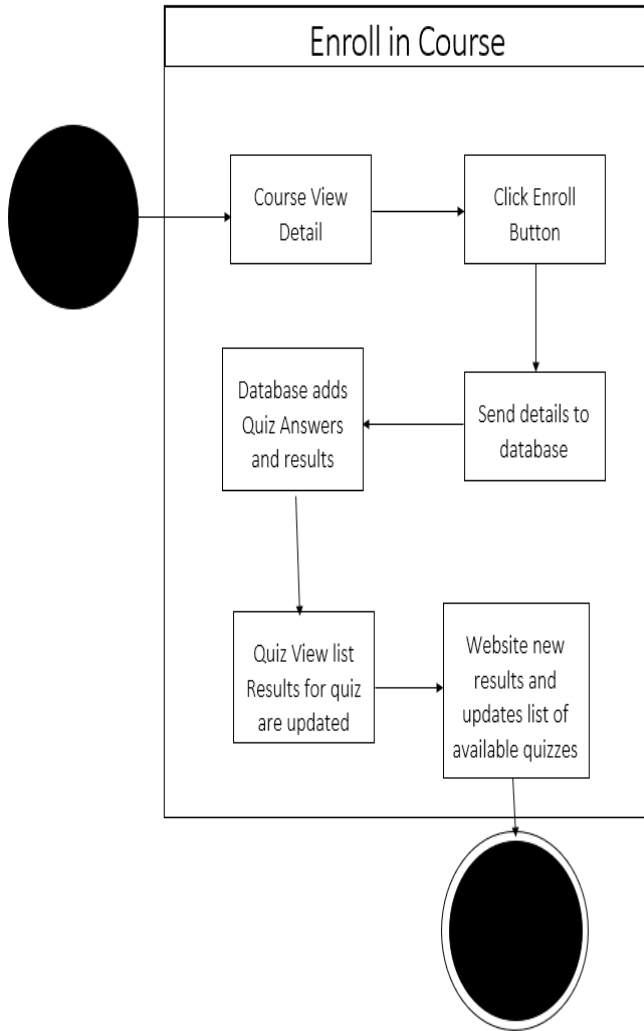 Enroll in Course
Course View
Detail
Click Enroll
Button
Send details to
database
Database adds
Quiz Answers
and results
Quiz View list
Results for quiz
are updated
Website new
results and
updates list of
available quizzes